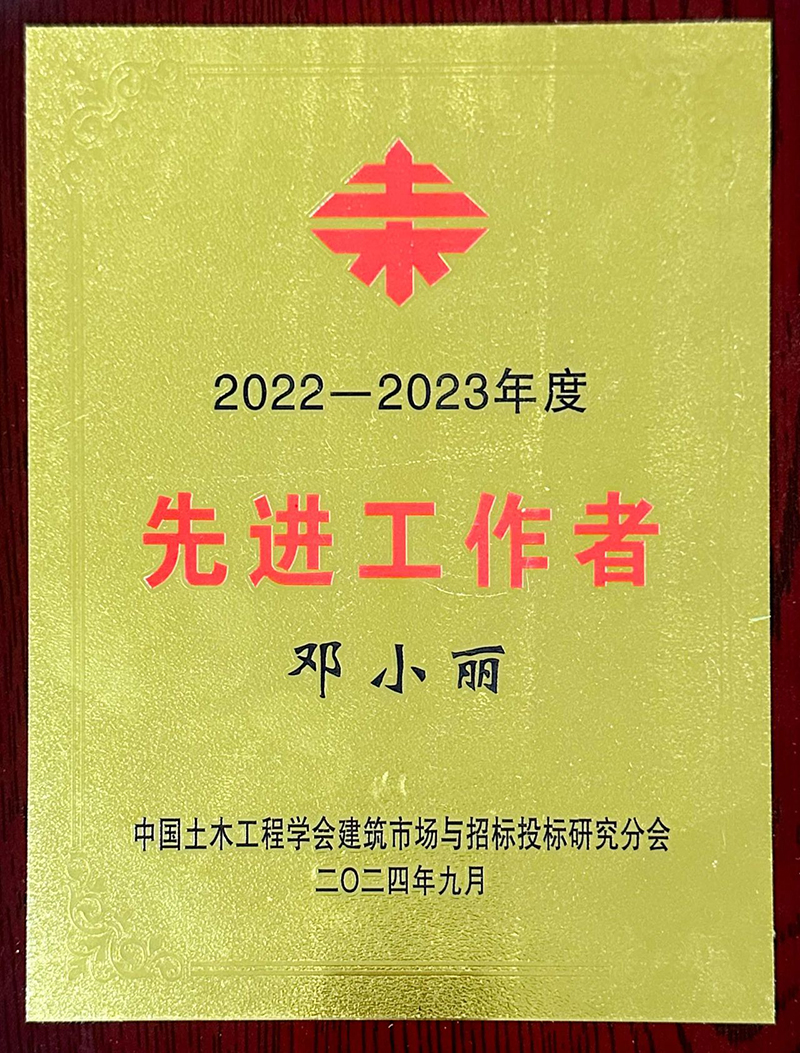 2022—2023年度
先进工作者
邓小丽
中国土木工程学会建筑市场与招标投标研究分会
二〇二四年九月